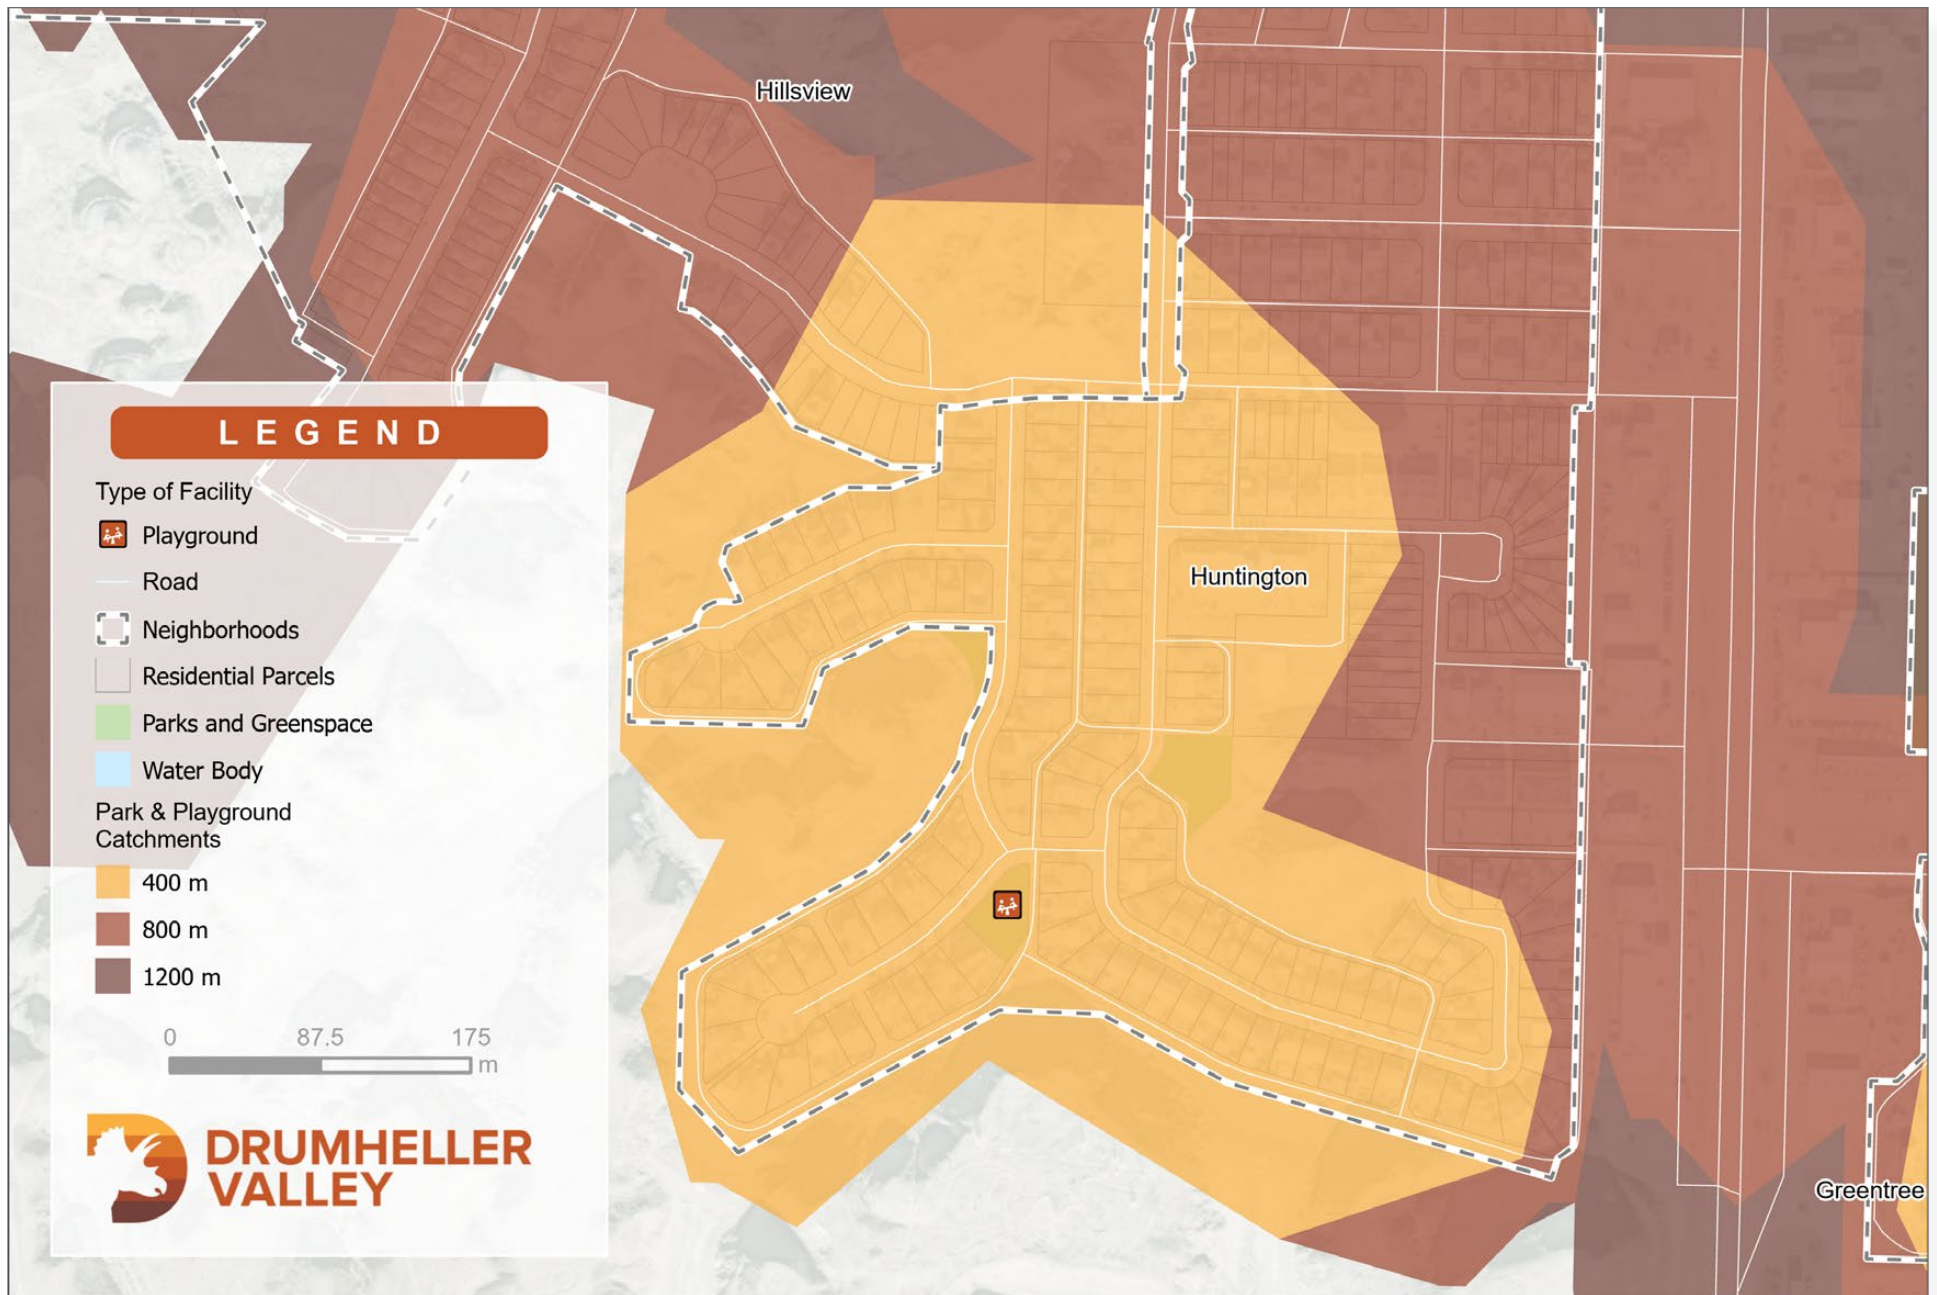 Hillsview
LEGEND
Type of Facility
Playground
Road
Neighborhoods
Residential Parcels
Parks and Greenspace
Water Body
Park & Playground
Catchments
400 m
800 m
1200 m
0 87.5 175
m
DRUMHELLER
VALLEY
Huntington
Greentree